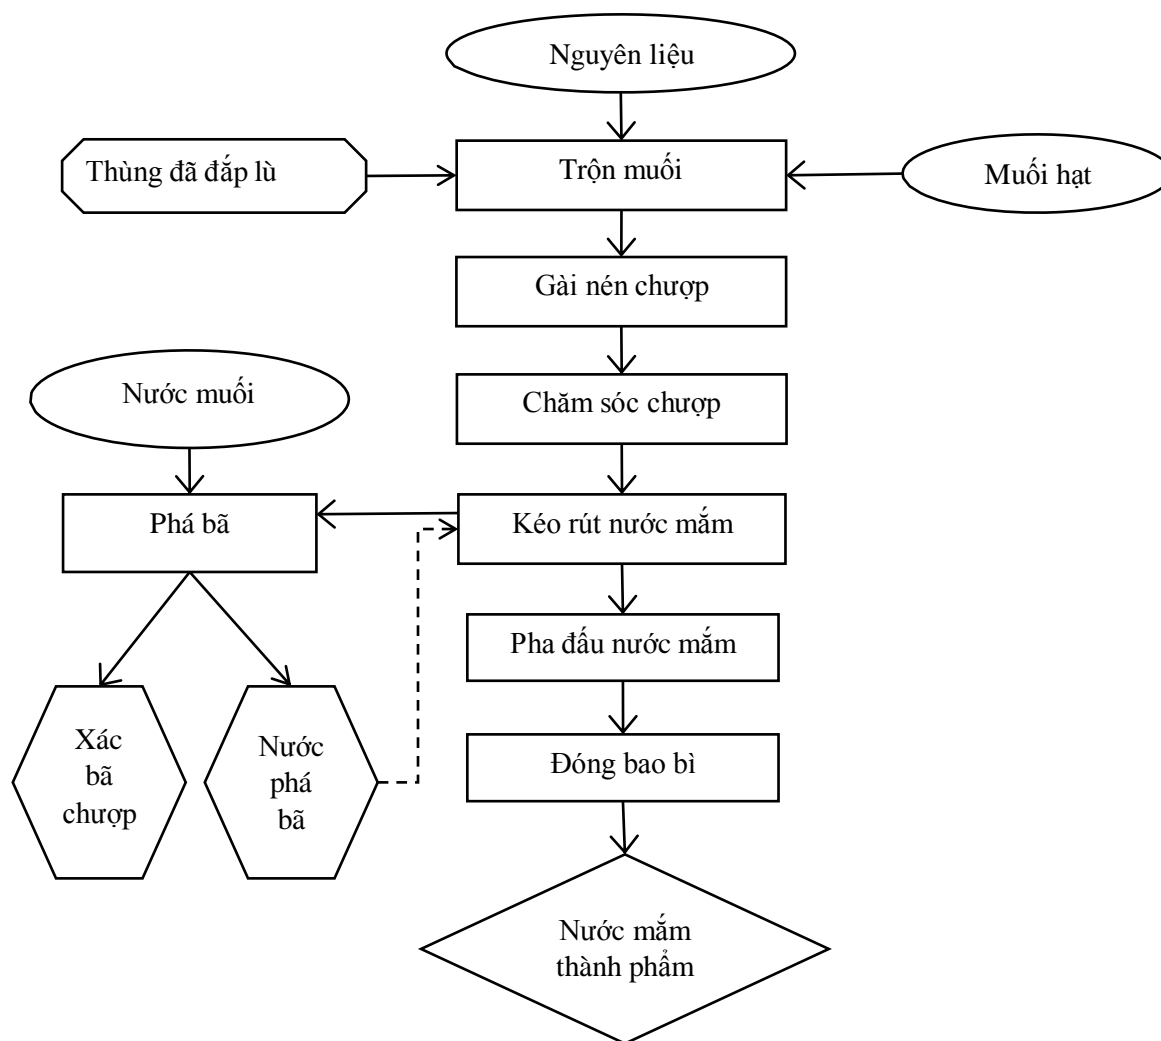 Nguyên liệu
Thùng đã đắp lù
Trộn muối
Muối hạt
Gài nén chượp
Nước muối
Chăm sóc chượp
Phá bã
Kéo rút nước mắm
Pha đấu nước mắm
Xác
bã
chượp
Nước
phá
bã
Đóng bao bì
Nước mắm
thành phẩm